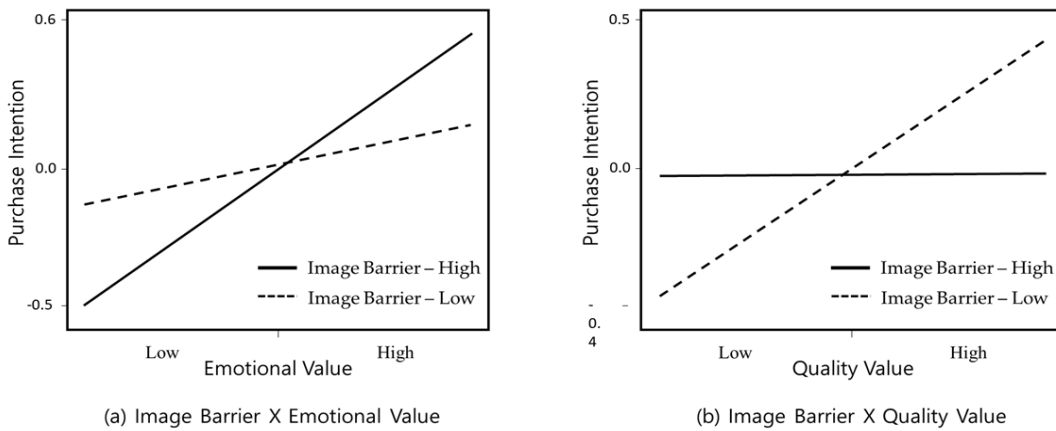 0.6
0.0
-0.5
Purchase Intention
Image Barrier – High
Image Barrier – Low
Low High
Emotional Value
(a) Image Barrier X Emotional Value
0.5
0.0
-
0.
4
Purchase Intention
Image Barrier – High
Image Barrier – Low
Low High
Quality Value
(b) Image Barrier X Quality Value